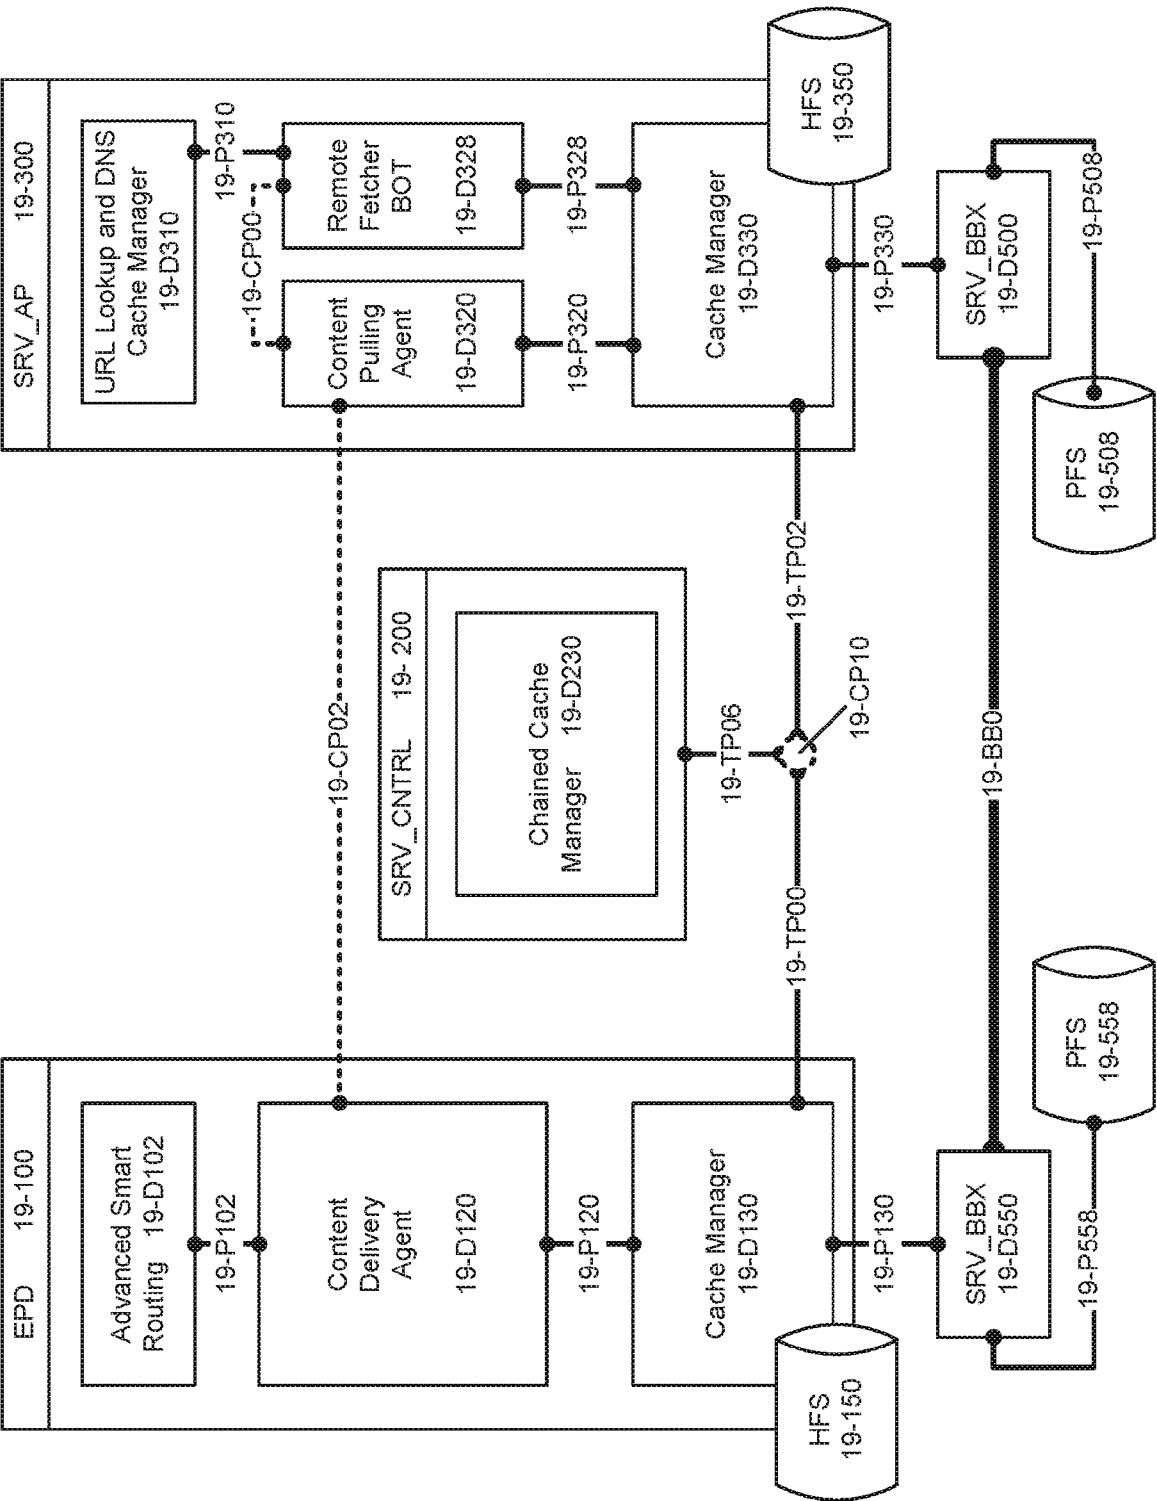 EPD 19-100
Advanced Smart
Routing 19-D102
19-P102
Content
Delivery
Agent
19-D120
19-P120
Cache Manager
19-D130
HFS
19-150
19-P130
SRV_BBX
19-D550
19-P558
PFS
19-558
19-CP02
SRV_CNTRL 19- 200
Chained Cache
Manager 19-D230
19-TP06
19-TP00
19-CP10
19-TP02
19-BB0
SRV_AP 19-300
URL Lookup and DNS
Cache Manager
19-D310
19-P310
19-CP00
Content
Pulling
Agent
19-D320
Remote
Fetcher
BOT
19-D328
19-P320
19-P328
Cache Manager
19-D330
HFS
19-350
19-P330
SRV_BBX
19-D500
19-P508
PFS
19-508